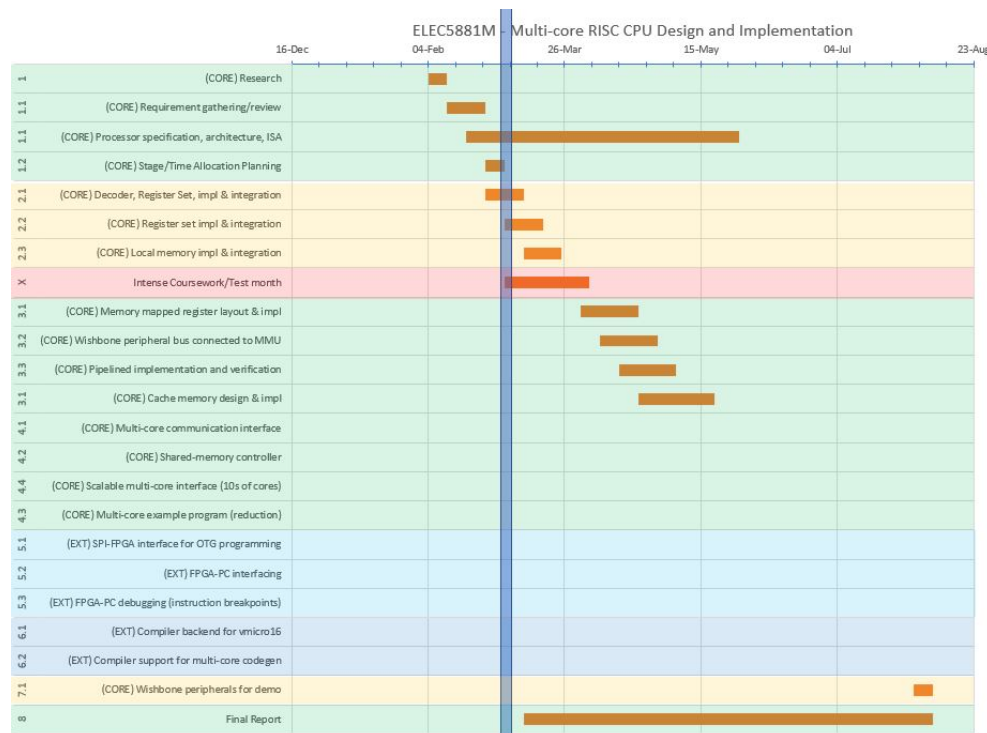 ELEC5881M - Multi-core RISC CPU Design and Implementation
16-Dec 04-Feb 26-Mar 15-May 04-Jul 23-Aug
1 (CORE) Research
1.1 (CORE) Requirement gathering/review
1.1 (CORE) Processor specification, architecture, ISA
1.2 (CORE) Stage/Time Allocation Planning
2.1 (CORE) Decoder, Register Set, impl & integration
2.2 (CORE) Register set impl & integration
2.3 (CORE) Local memory impl & integration
X Intense Coursework/Test month
3.1 (CORE) Memory mapped register layout & impl
3.2 (CORE) Wishbone peripheral bus connected to MMU
3.3 (CORE) Pipelined implementation and verification
3.1 (CORE) Cache memory design & impl
4.1 (CORE) Multi-core communication interface
4.2 (CORE) Shared-memory controller
4.4 (CORE) Scalable multi-core interface (10s of cores)
4.3 (CORE) Multi-core example program (reduction)
5.1 (EXT) SPI-FPGA interface for OTG programming
5.2 (EXT) FPGA-PC interfacing
5.3 (EXT) FPGA-PC debugging (instruction breakpoints)
6.1 (EXT) Compiler backend for vmicro16
6.2 (EXT) Compiler support for multi-core codegen
7.1 (CORE) Wishbone peripherals for demo
8 Final Report